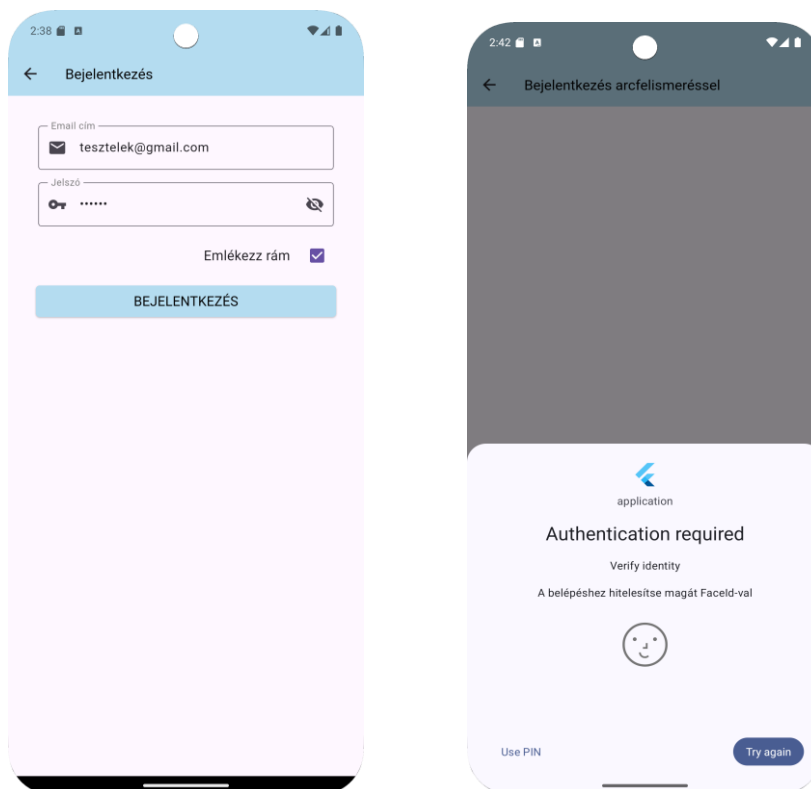 2:38
Bejelentkezés
Email cím
tesztelek@gmail.com
Jelszó
••••••
Emlékezz rám
BEJELENTKEZÉS
2:42
Bejelentkezés arcfelismeréssel
application
Authentication required
Verify identity
A belépéshez hitelesítse magát FaceId-val
Use PIN
Try again